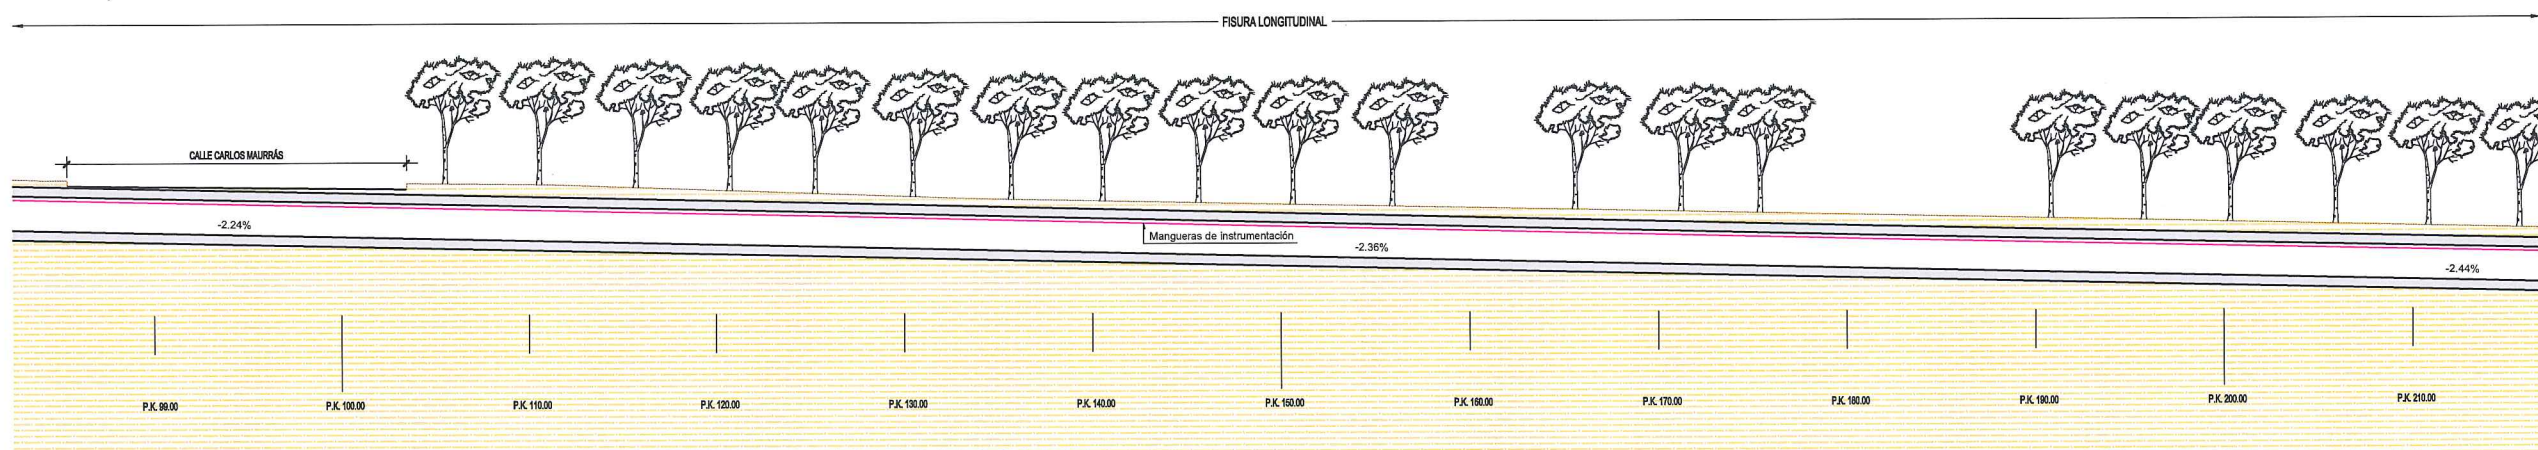 FISURA LONGITUDINAL
CALLE CARLOS MAURRÁS
-2.24%
Mangueras de instrumentación
-2.36%
-2.44%
P.K. 99.00
P.K. 100.00
P.K. 110.00
P.K. 120.00
P.K. 130.00
P.K. 140.00
P.K. 150.00
P.K. 160.00
P.K. 170.00
P.K. 180.00
P.K. 190.00
P.K. 200.00
P.K. 210.00